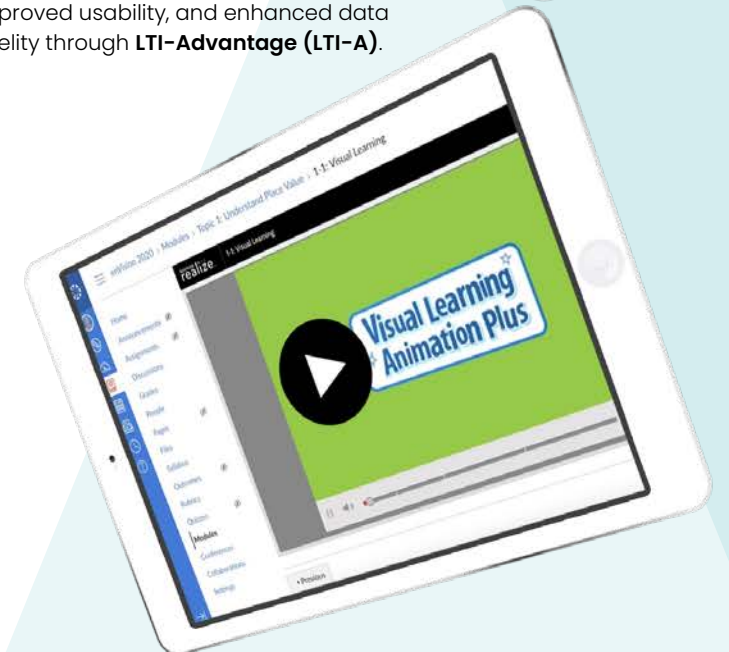 proved usability, and enhanced data
elity through LTI-Advantage (LTI-A).
enVision 2020 › Modules › Topic 1: Understand Place Value › 1-1: Visual Learning
realize 1-1: Visual Learning
Home
Announcements
Assignments
Discussions
Grades
People
Pages
Files
Syllabus
Outcomes
Rubrics
Quizzes
Modules
Conferences
Collaborations
Settings
Visual Learning
Animation Plus
‹ Previous